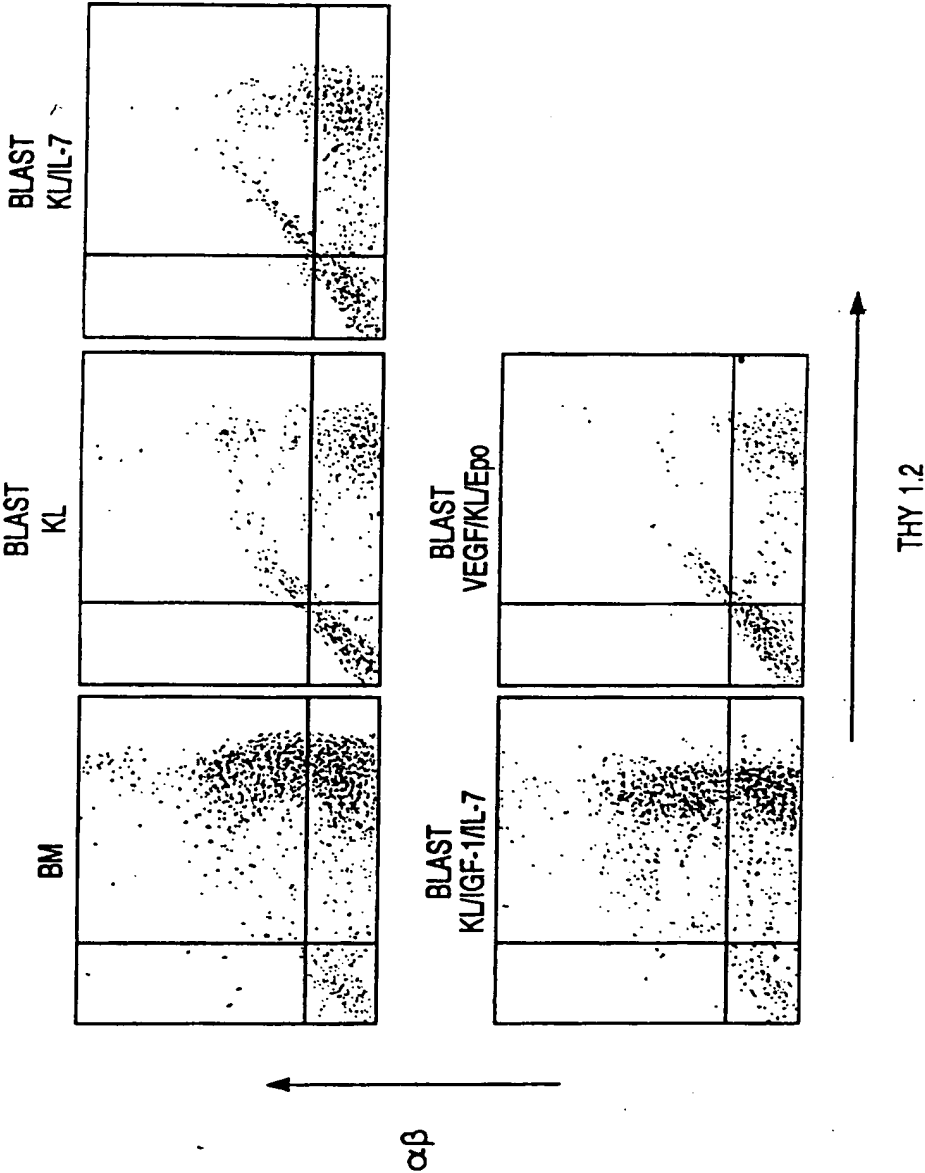 BM
BLAST
KL
BLAST
KL/IL-7
BLAST
KL/IGF-1/IL-7
BLAST
VEGF/KL/Epo
αβ
THY 1.2